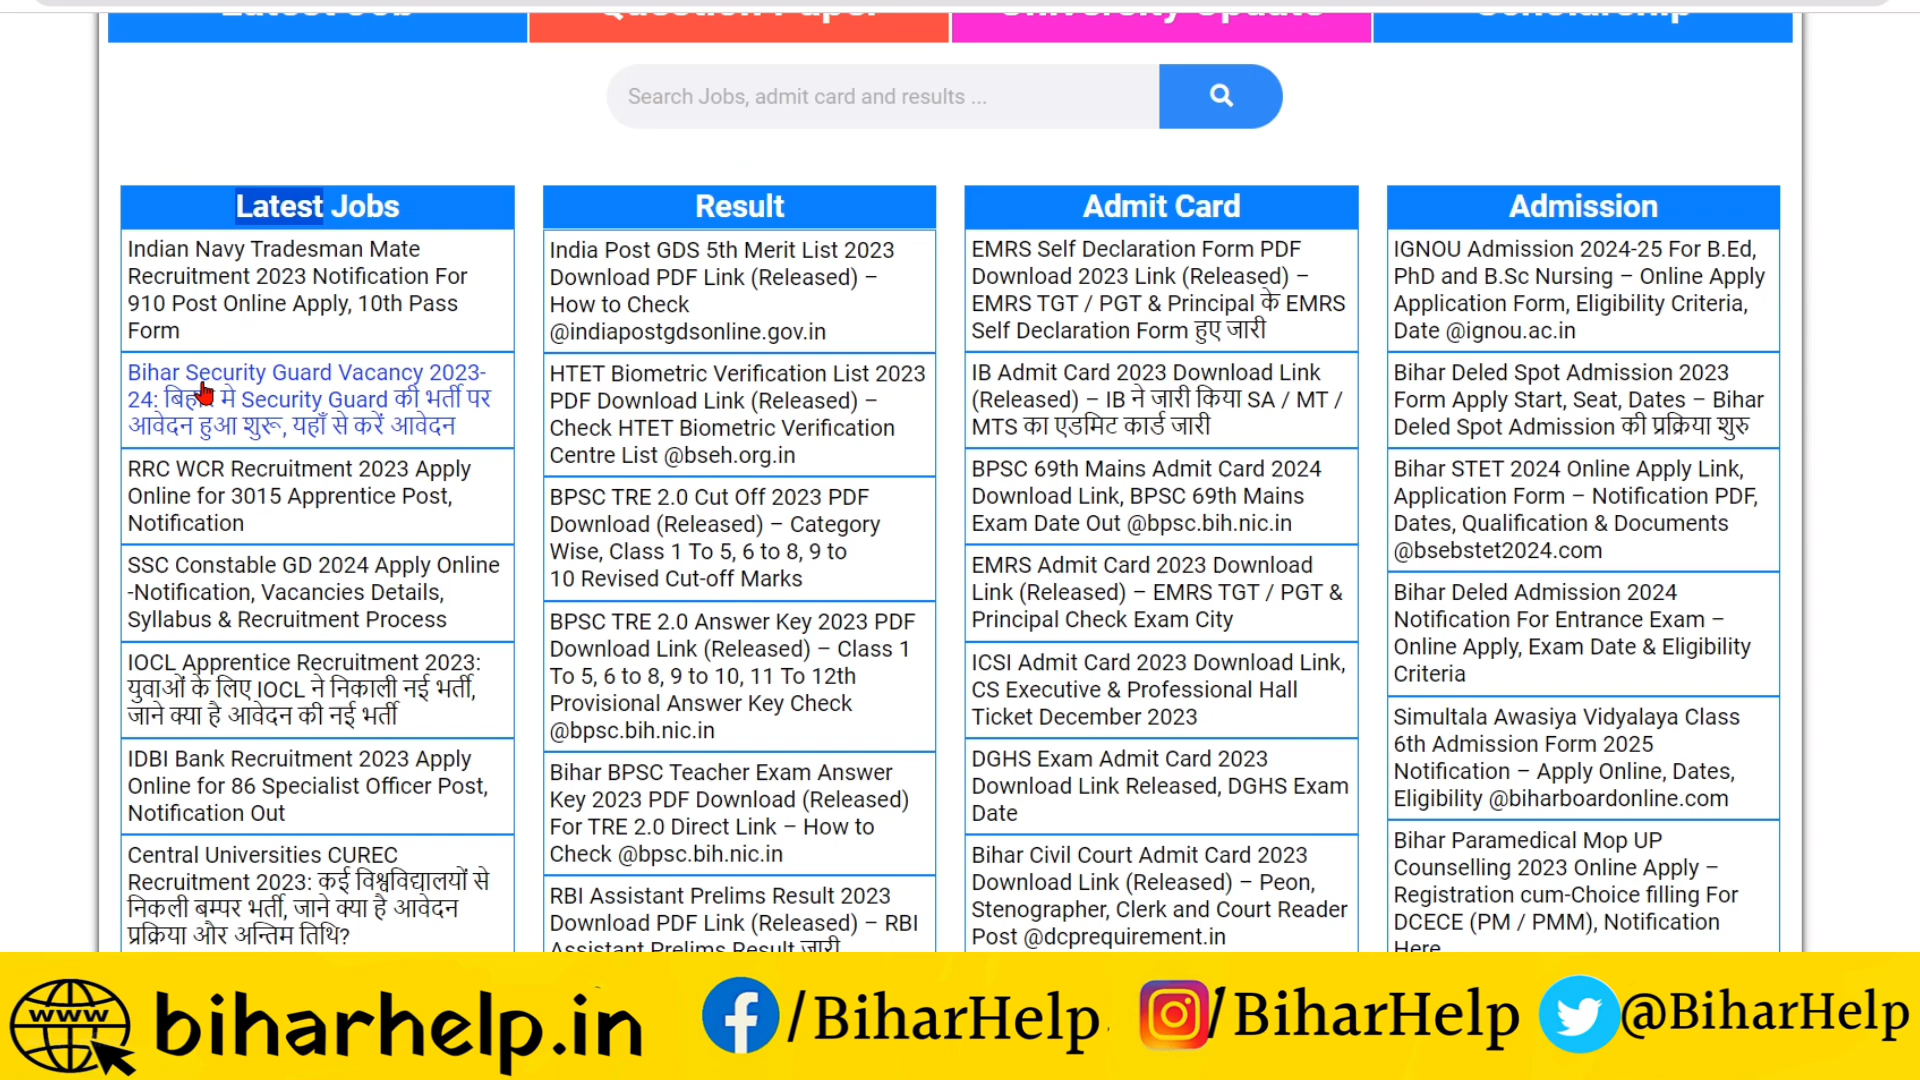 Latest Job
Question Paper
University Update
Scholarship
Search Jobs, admit card and results ...
Latest Jobs
Indian Navy Tradesman Mate
Recruitment 2023 Notification For
910 Post Online Apply, 10th Pass
Form
Bihar Security Guard Vacancy 2023-
24: बिहार मे Security Guard की भर्ती पर
आवेदन हुआ शुरू, यहाँ से करें आवेदन
RRC WCR Recruitment 2023 Apply
Online for 3015 Apprentice Post,
Notification
SSC Constable GD 2024 Apply Online
-Notification, Vacancies Details,
Syllabus & Recruitment Process
IOCL Apprentice Recruitment 2023:
युवाओं के लिए IOCL ने निकाली नई भर्ती,
जाने क्या है आवेदन की नई भर्ती
IDBI Bank Recruitment 2023 Apply
Online for 86 Specialist Officer Post,
Notification Out
Central Universities CUREC
Recruitment 2023: कई विश्वविद्यालयों से
निकली बम्पर भर्ती, जाने क्या है आवेदन
प्रक्रिया और अन्तिम तिथि?
Result
India Post GDS 5th Merit List 2023
Download PDF Link (Released) –
How to Check
@indiapostgdsonline.gov.in
HTET Biometric Verification List 2023
PDF Download Link (Released) –
Check HTET Biometric Verification
Centre List @bseh.org.in
BPSC TRE 2.0 Cut Off 2023 PDF
Download (Released) – Category
Wise, Class 1 To 5, 6 to 8, 9 to
10 Revised Cut-off Marks
BPSC TRE 2.0 Answer Key 2023 PDF
Download Link (Released) – Class 1
To 5, 6 to 8, 9 to 10, 11 To 12th
Provisional Answer Key Check
@bpsc.bih.nic.in
Bihar BPSC Teacher Exam Answer
Key 2023 PDF Download (Released)
For TRE 2.0 Direct Link – How to
Check @bpsc.bih.nic.in
RBI Assistant Prelims Result 2023
Download PDF Link (Released) – RBI
Assistant Prelims Result जारी
Admit Card
EMRS Self Declaration Form PDF
Download 2023 Link (Released) –
EMRS TGT / PGT & Principal के EMRS
Self Declaration Form हुए जारी
IB Admit Card 2023 Download Link
(Released) – IB ने जारी किया SA / MT /
MTS का एडमिट कार्ड जारी
BPSC 69th Mains Admit Card 2024
Download Link, BPSC 69th Mains
Exam Date Out @bpsc.bih.nic.in
EMRS Admit Card 2023 Download
Link (Released) – EMRS TGT / PGT &
Principal Check Exam City
ICSI Admit Card 2023 Download Link,
CS Executive & Professional Hall
Ticket December 2023
DGHS Exam Admit Card 2023
Download Link Released, DGHS Exam
Date
Bihar Civil Court Admit Card 2023
Download Link (Released) – Peon,
Stenographer, Clerk and Court Reader
Post @dcprequirement.in
Admission
IGNOU Admission 2024-25 For B.Ed,
PhD and B.Sc Nursing – Online Apply
Application Form, Eligibility Criteria,
Date @ignou.ac.in
Bihar Deled Spot Admission 2023
Form Apply Start, Seat, Dates – Bihar
Deled Spot Admission की प्रक्रिया शुरु
Bihar STET 2024 Online Apply Link,
Application Form – Notification PDF,
Dates, Qualification & Documents
@bsebstet2024.com
Bihar Deled Admission 2024
Notification For Entrance Exam –
Online Apply, Exam Date & Eligibility
Criteria
Simultala Awasiya Vidyalaya Class
6th Admission Form 2025
Notification – Apply Online, Dates,
Eligibility @biharboardonline.com
Bihar Paramedical Mop UP
Counselling 2023 Online Apply –
Registration cum-Choice filling For
DCECE (PM / PMM), Notification
Here
www biharhelp.in /BiharHelp /BiharHelp @BiharHelp